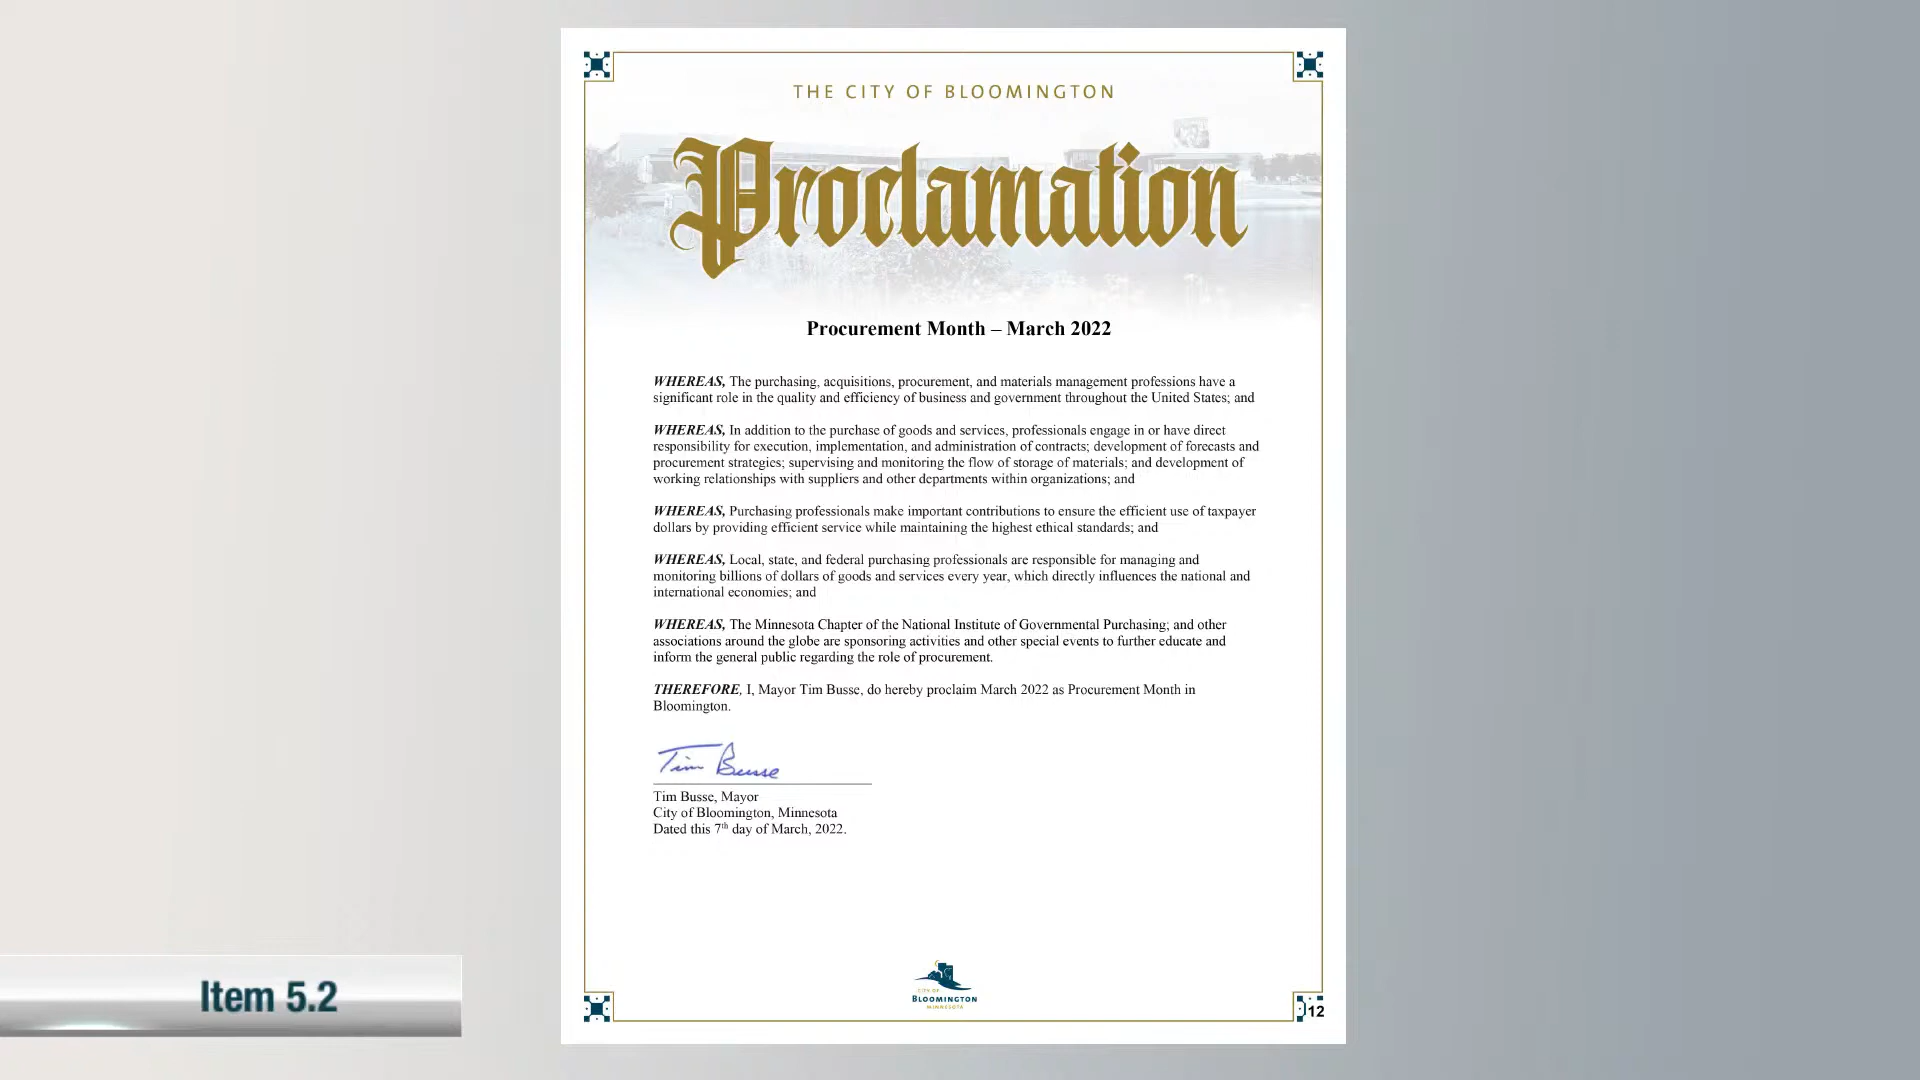 THE CITY OF BLOOMINGTON
Proclamation
Procurement Month – March 2022
WHEREAS, The purchasing, acquisitions, procurement, and materials management professions have a
significant role in the quality and efficiency of business and government throughout the United States; and
WHEREAS, In addition to the purchase of goods and services, professionals engage in or have direct
responsibility for execution, implementation, and administration of contracts; development of forecasts and
procurement strategies; supervising and monitoring the flow of storage of materials; and development of
working relationships with suppliers and other departments within organizations; and
WHEREAS, Purchasing professionals make important contributions to ensure the efficient use of taxpayer
dollars by providing efficient service while maintaining the highest ethical standards; and
WHEREAS, Local, state, and federal purchasing professionals are responsible for managing and
monitoring billions of dollars of goods and services every year, which directly influences the national and
international economies; and
WHEREAS, The Minnesota Chapter of the National Institute of Governmental Purchasing; and other
associations around the globe are sponsoring activities and other special events to further educate and
inform the general public regarding the role of procurement.
THEREFORE, I, Mayor Tim Busse, do hereby proclaim March 2022 as Procurement Month in
Bloomington.
Tim Busse
Tim Busse, Mayor
City of Bloomington, Minnesota
Dated this 7th day of March, 2022.
CITY OF
BLOOMINGTON
MINNESOTA
12
Item 5.2